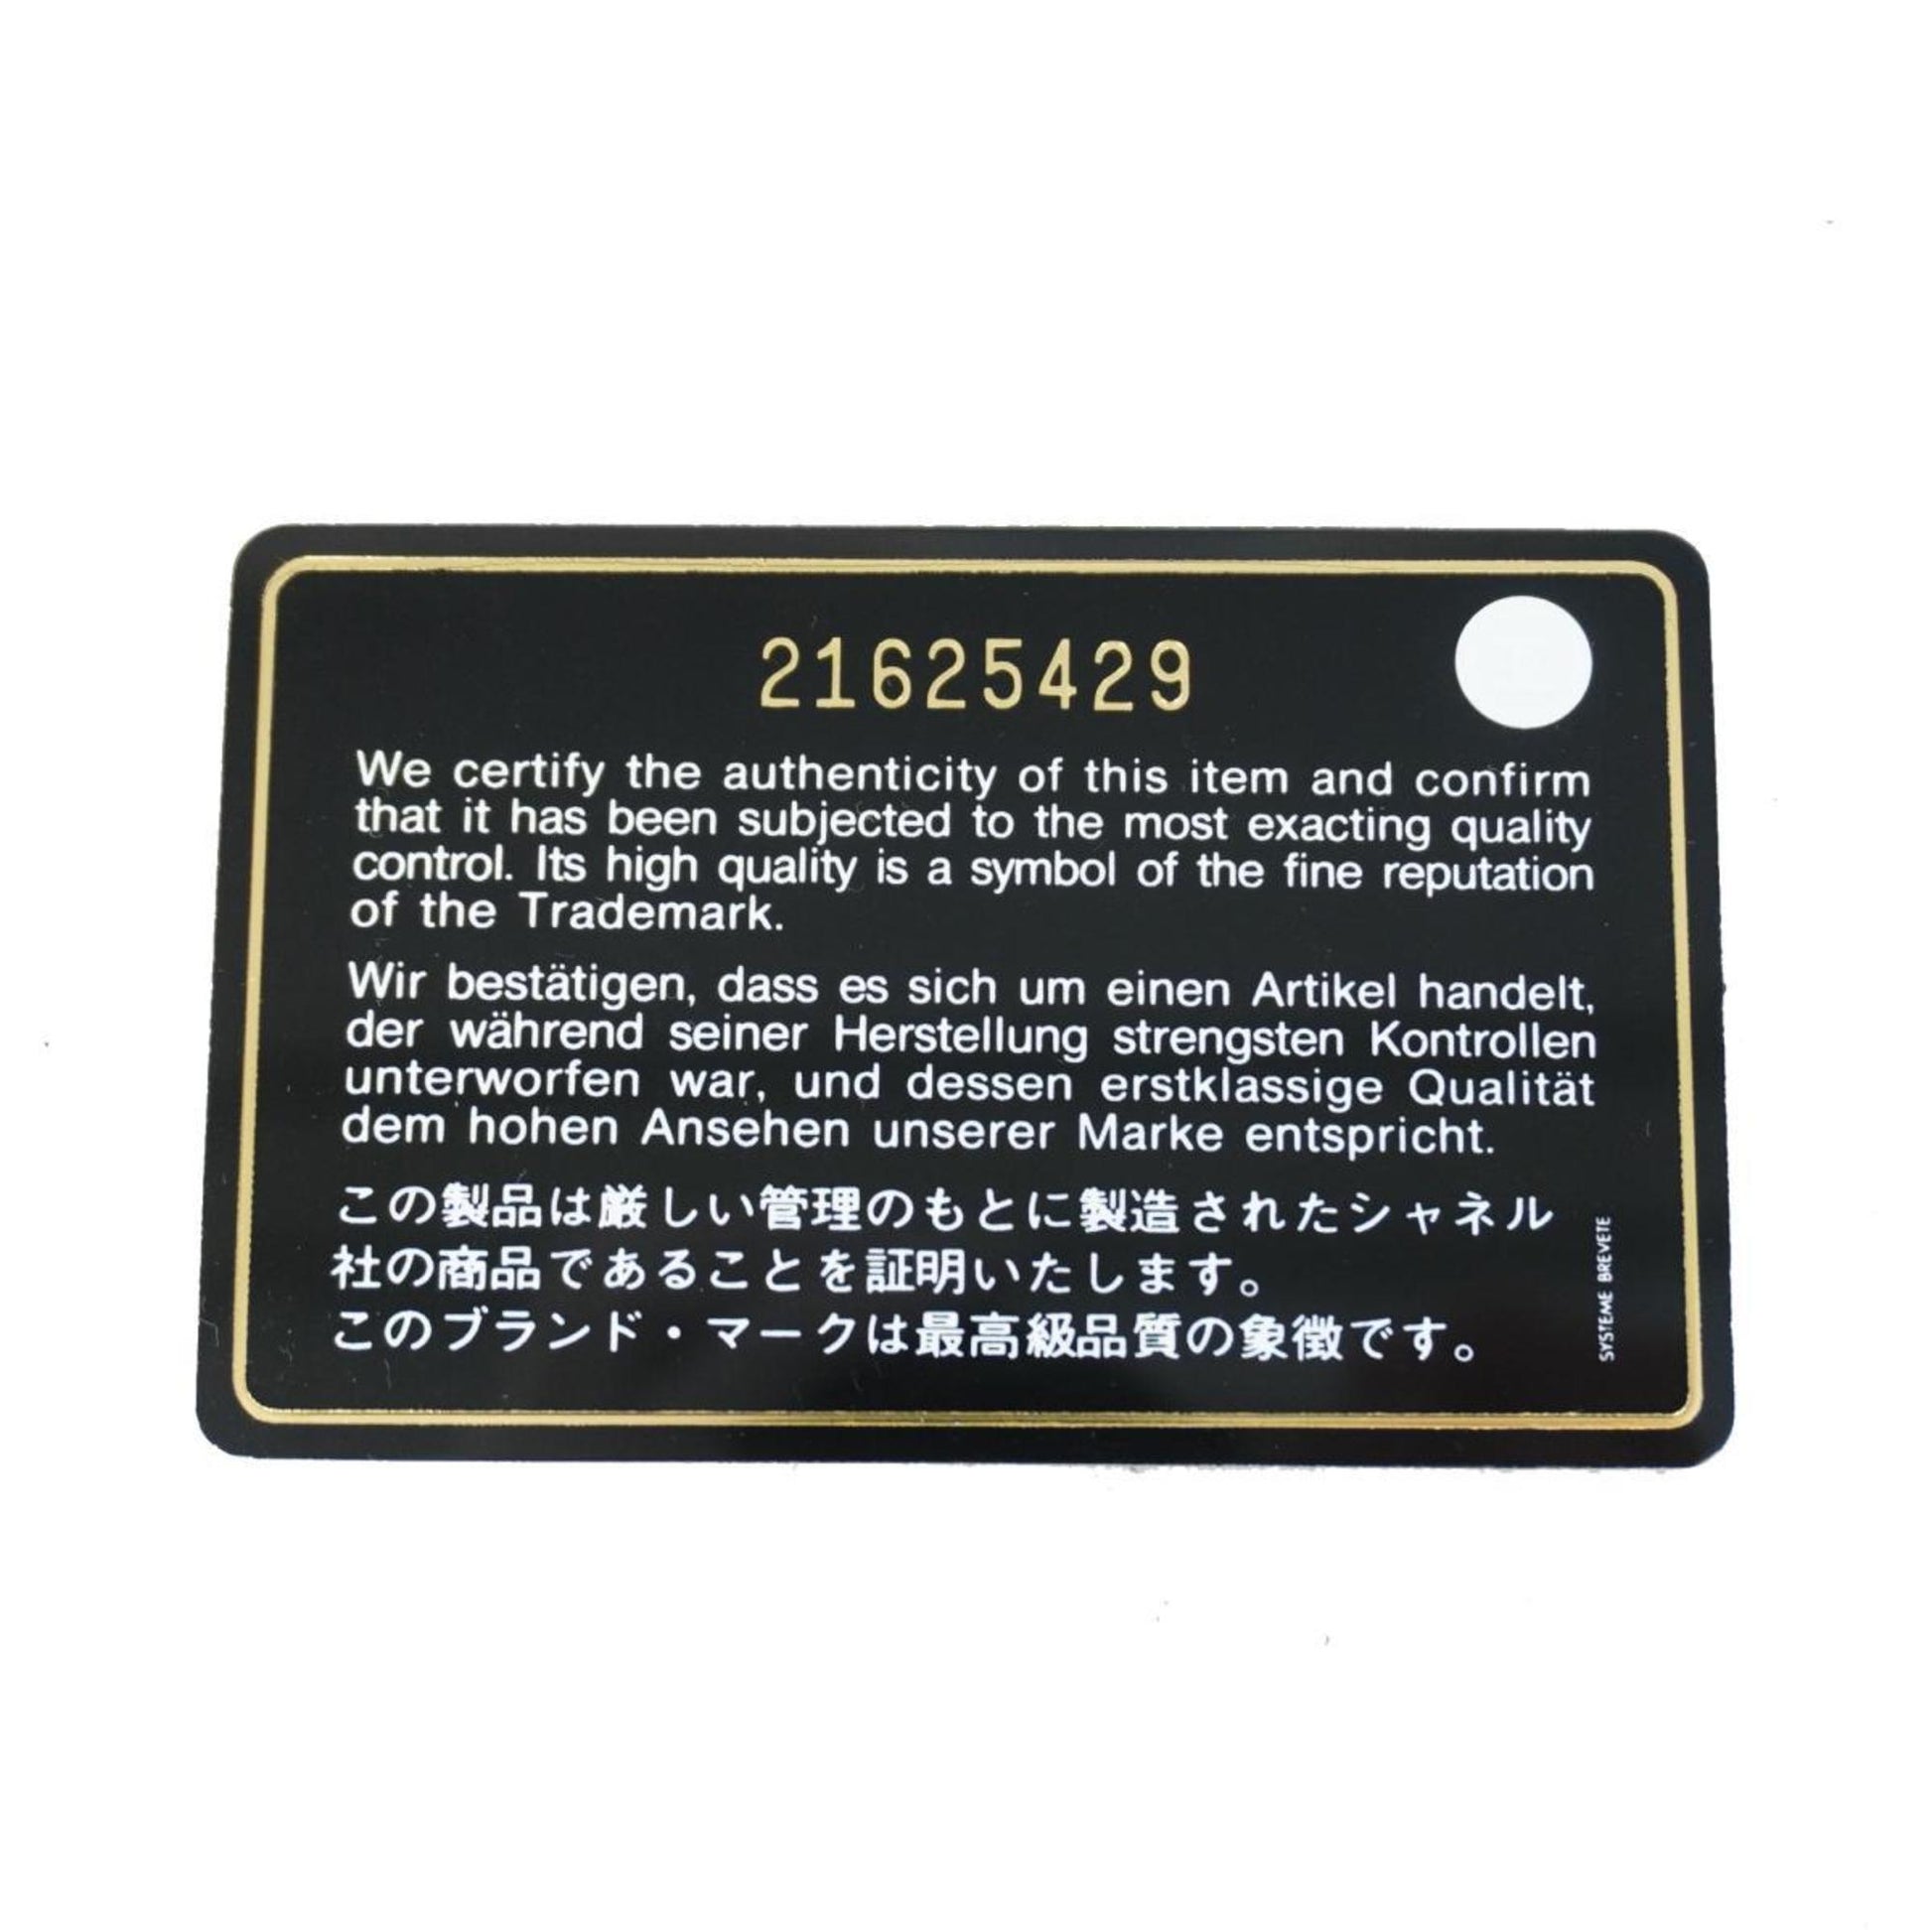 21625429
We certify the authenticity of this item and confirm
that it has been subjected to the most exacting quality
control. Its high quality is a symbol of the fine reputation
of the Trademark.
Wir bestätigen, dass es sich um einen Artikel handelt,
der während seiner Herstellung strengsten Kontrollen
unterworfen war, und dessen erstklassige Qualität
dem hohen Ansehen unserer Marke entspricht.
この製品は厳しい管理のもとに製造されたシャネル
社の商品であることを証明いたします。
このブランド・マークは最高級品質の象徴です。
SYSTEME BREVETE